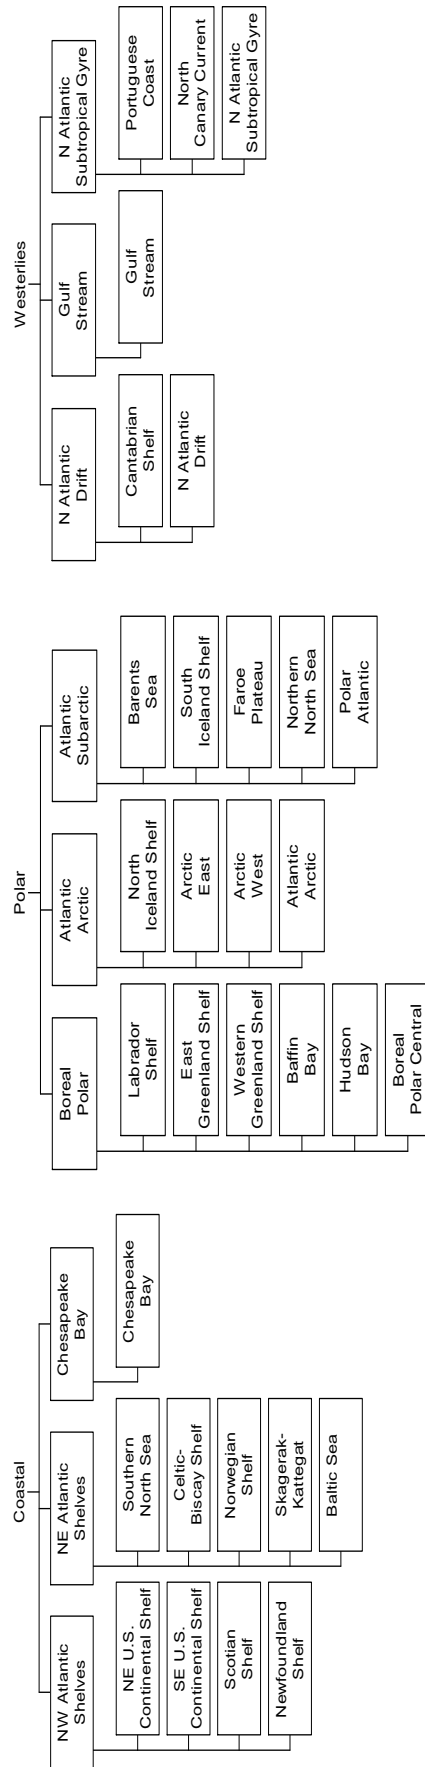 Coastal
NW Atlantic
Shelves
NE U.S.
Continental Shelf
SE U.S.
Continental Shelf
Scotian
Shelf
Newfoundland
Shelf
NE Atlantic
Shelves
Southern
North Sea
Celtic-
Biscay Shelf
Norwegian
Shelf
Skagerak-
Kattegat
Baltic Sea
Chesapeake
Bay
Chesapeake
Bay
Polar
Boreal
Polar
Labrador
Shelf
East
Greenland Shelf
Western
Greenland Shelf
Baffin
Bay
Hudson
Bay
Boreal
Polar Central
Atlantic
Arctic
North
Iceland Shelf
Arctic
East
Arctic
West
Atlantic
Arctic
Atlantic
Subarctic
Barents
Sea
South
Iceland Shelf
Faroe
Plateau
Northern
North Sea
Polar
Atlantic
Westerlies
N Atlantic
Drift
Cantabrian
Shelf
N Atlantic
Drift
Gulf
Stream
Gulf
Stream
N Atlantic
Subtropical Gyre
Portuguese
Coast
North
Canary Current
N Atlantic
Subtropical Gyre